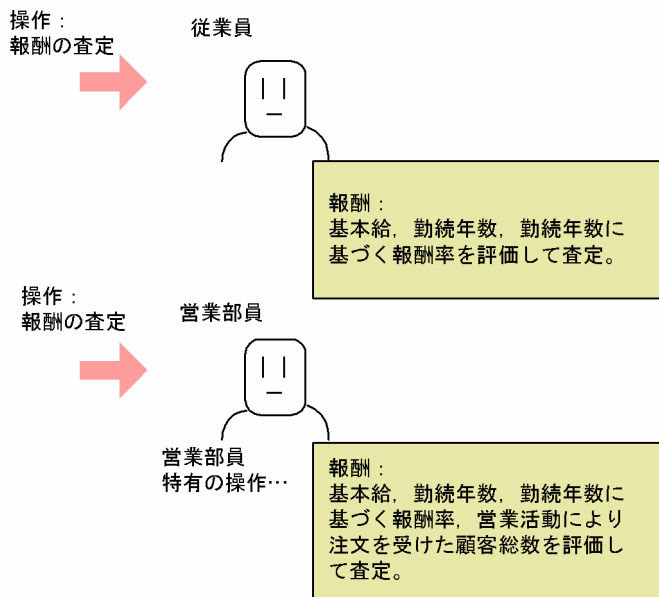 操作：
報酬の査定
従業員
報酬：
基本給，勤続年数，勤続年数に
基づく報酬率を評価して査定。
操作：
報酬の査定
営業部員
営業部員
特有の操作…
報酬：
基本給，勤続年数，勤続年数に
基づく報酬率，営業活動により
注文を受けた顧客総数を評価し
て査定。